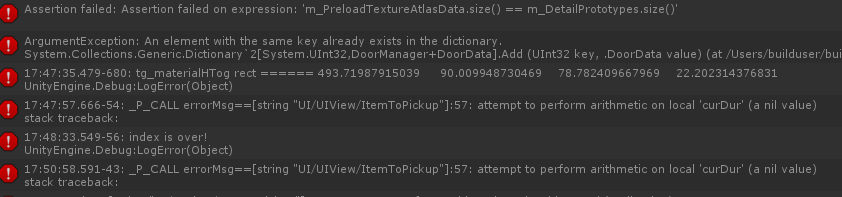 Assertion failed: Assertion failed on expression: 'm_PreloadTextureAtlasData.size() == m_DetailPrototypes.size()'
ArgumentException: An element with the same key already exists in the dictionary.
System.Collections.Generic.Dictionary`2[System.UInt32,DoorManager+DoorData].Add (UInt32 key, .DoorData value) (at /Users/builduser/bui
17:47:35.479-680: tg_materialHTog rect ====== 493.71987915039 90.009948730469 78.782409667969 22.202314376831
UnityEngine.Debug:LogError(Object)
17:47:57.666-54: _P_CALL errorMsg==[string "UI/UIView/ItemToPickup"]:57: attempt to perform arithmetic on local 'curDur' (a nil value)
stack traceback:
17:48:33.549-56: index is over!
UnityEngine.Debug:LogError(Object)
17:50:58.591-43: _P_CALL errorMsg==[string "UI/UIView/ItemToPickup"]:57: attempt to perform arithmetic on local 'curDur' (a nil value)
stack traceback: